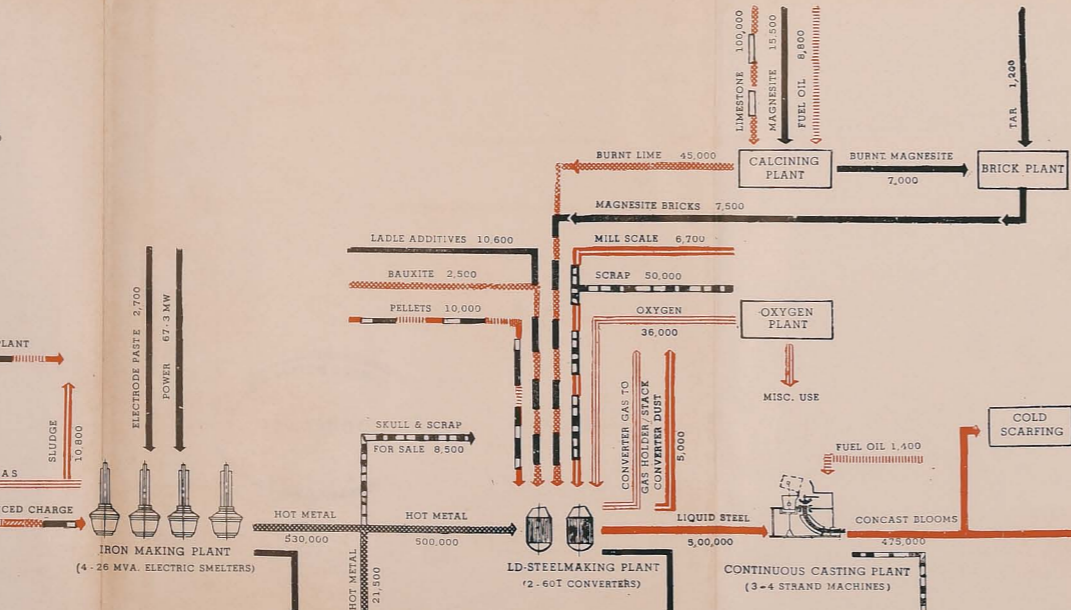 LIMESTONE 100,000
MAGNESITE 15,500
FUEL OIL 8,800
TAR 1,200
BURNT LIME 45,000
CALCINING
PLANT
BURNT MAGNESITE
7,000
BRICK PLANT
MAGNESITE BRICKS 7,500
LADLE ADDITIVES 10,600
MILL SCALE 6,700
BAUXITE 2,500
SCRAP 50,000
PELLETS 10,000
OXYGEN
36,000
OXYGEN
PLANT
MISC. USE
ELECTRODE PASTE 2,700
POWER 67·3 MW
LANT
SLUDGE
10,800
AS
CED CHARGE
SKULL & SCRAP
FOR SALE 8,500
CONVERTER GAS TO
GAS HOLDER/STACK
CONVERTER DUST
5,000
COLD
SCARFING
FUEL OIL 1,400
HOT METAL
530,000
HOT METAL
500,000
LIQUID STEEL
5,00,000
CONCAST BLOOMS
475,000
IRON MAKING PLANT
(4-26 MVA. ELECTRIC SMELTERS)
HOT METAL
21,500
LD-STEELMAKING PLANT
(2-60T CONVERTERS)
CONTINUOUS CASTING PLANT
(3-4 STRAND MACHINES)